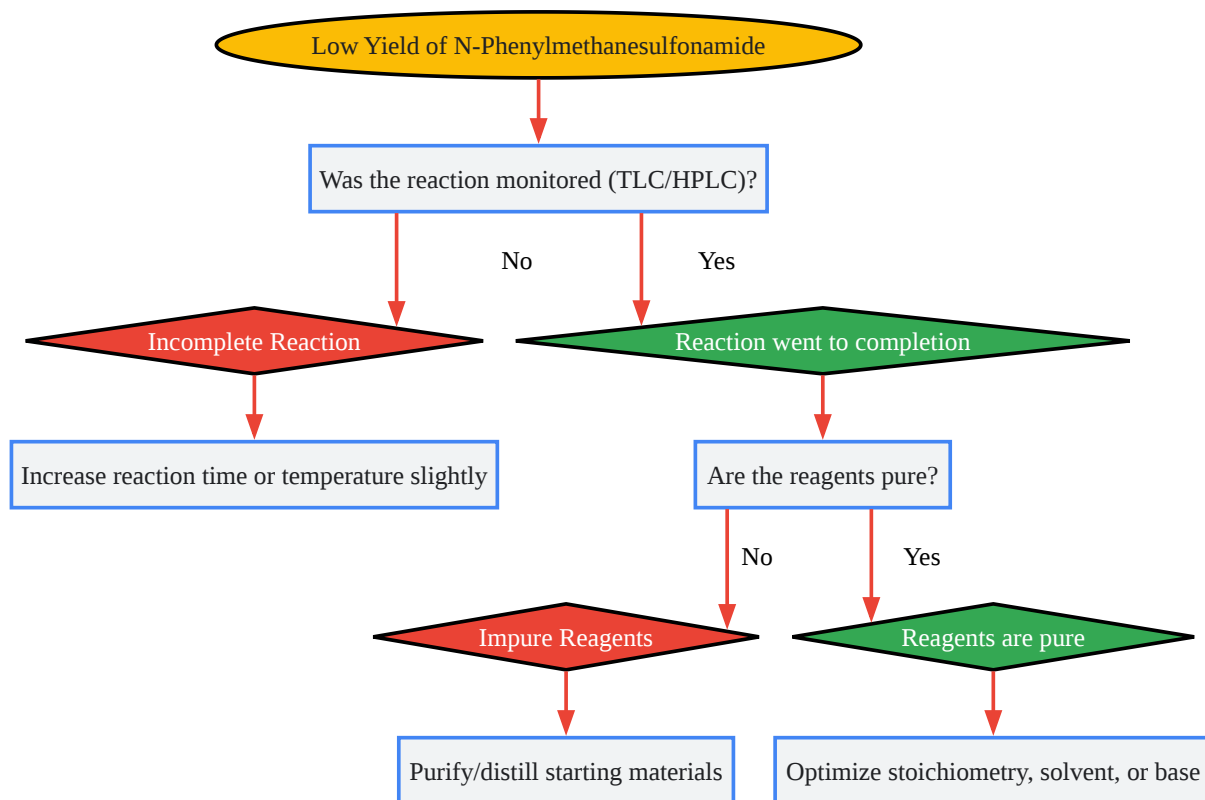 Low Yield of N-Phenylmethanesulfonamide
Was the reaction monitored (TLC/HPLC)?
No
Yes
Incomplete Reaction
Reaction went to completion
Increase reaction time or temperature slightly
Are the reagents pure?
No
Yes
Impure Reagents
Reagents are pure
Purify/distill starting materials
Optimize stoichiometry, solvent, or base